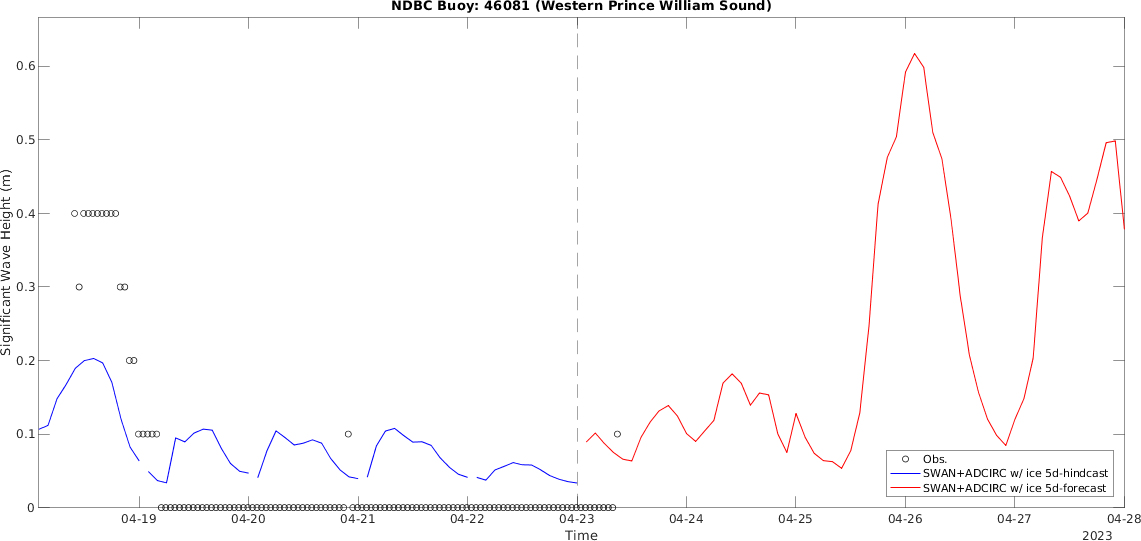 NDBC Buoy: 46081 (Western Prince William Sound)
Significant Wave Height (m)
0.6
0.5
0.4
0.3
0.2
0.1
0
Obs.
SWAN+ADCIRC w/ ice 5d-hindcast
SWAN+ADCIRC w/ ice 5d-forecast
04-19 04-20 04-21 04-22 04-23 04-24 04-25 04-26 04-27 04-28
Time
2023